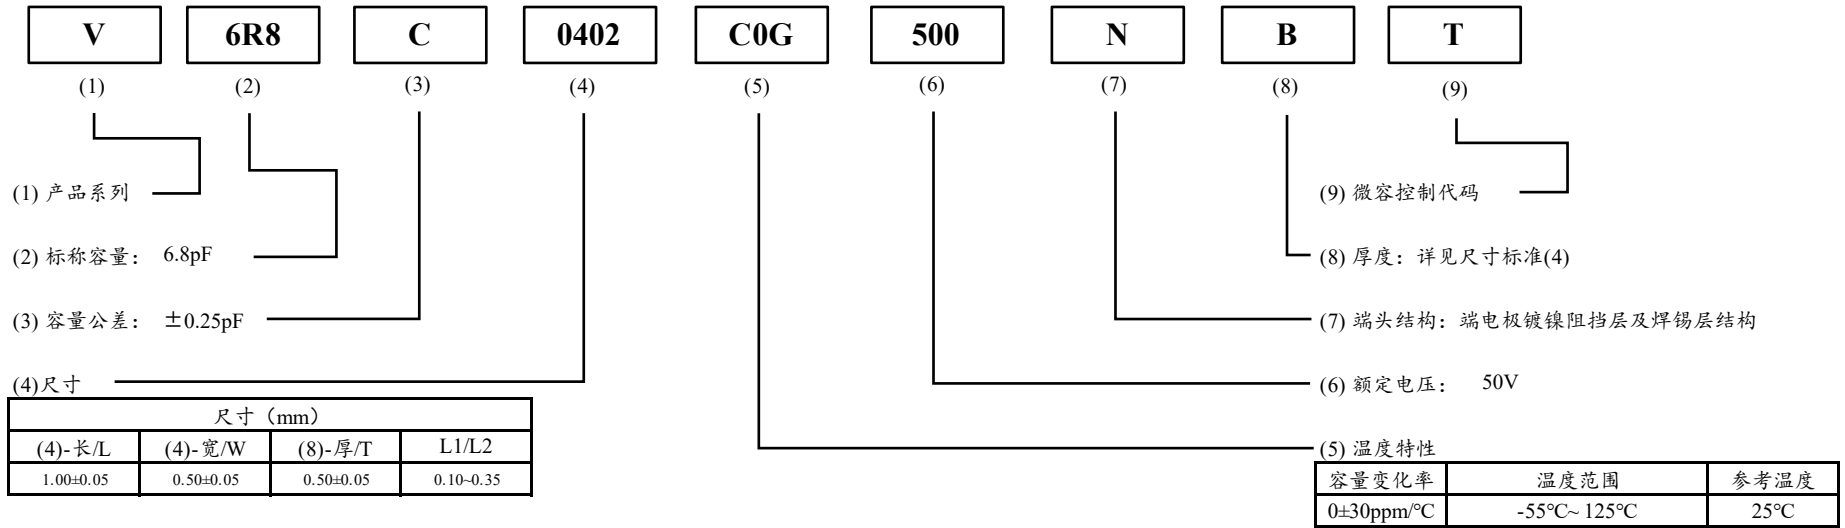 V 6R8 C 0402 C0G 500 N B T
(1) (2) (3) (4) (5) (6) (7) (8) (9)
(1) 产品系列
(9) 微容控制代码
(2) 标称容量： 6.8pF
(8) 厚度：详见尺寸标准(4)
(3) 容量公差： ±0.25pF
(7) 端头结构：端电极镀镍阻挡层及焊锡层结构
(4)尺寸
(6) 额定电压： 50V
尺寸（mm）
(4)-长/L (4)-宽/W (8)-厚/T L1/L2
1.00±0.05 0.50±0.05 0.50±0.05 0.10~0.35
(5) 温度特性
容量变化率 温度范围 参考温度
0±30ppm/℃ -55℃~ 125℃ 25℃